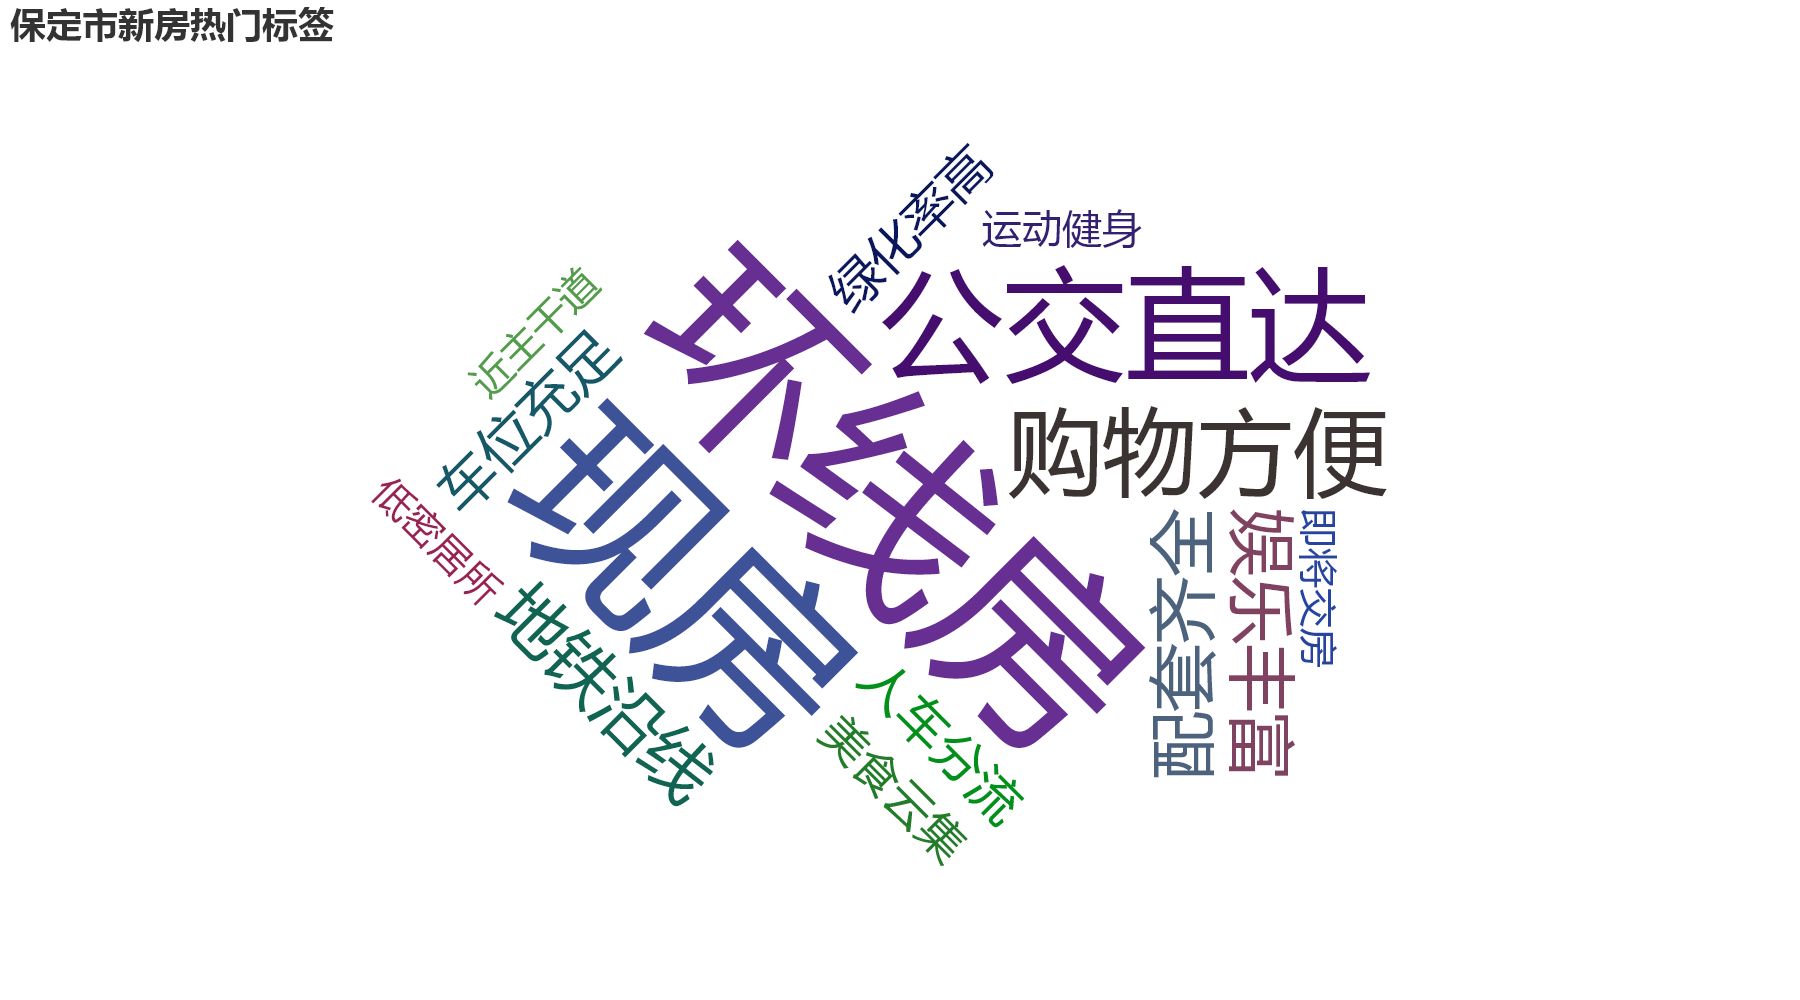 保定市新房热门标签
绿化率高
运动健身
公交直达
环线房
近主干道
车位充足
现房
购物方便
低密居所
地铁沿线
配套齐全
娱乐丰富
即将交房
人车分流
美食云集